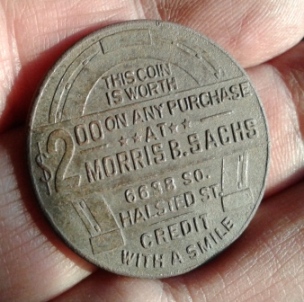 THIS COIN
IS WORTH
$2.00 ON ANY PURCHASE
AT
MORRIS B. SACHS
6638 SO.
HALSTED ST.
CREDIT
WITH A SMILE